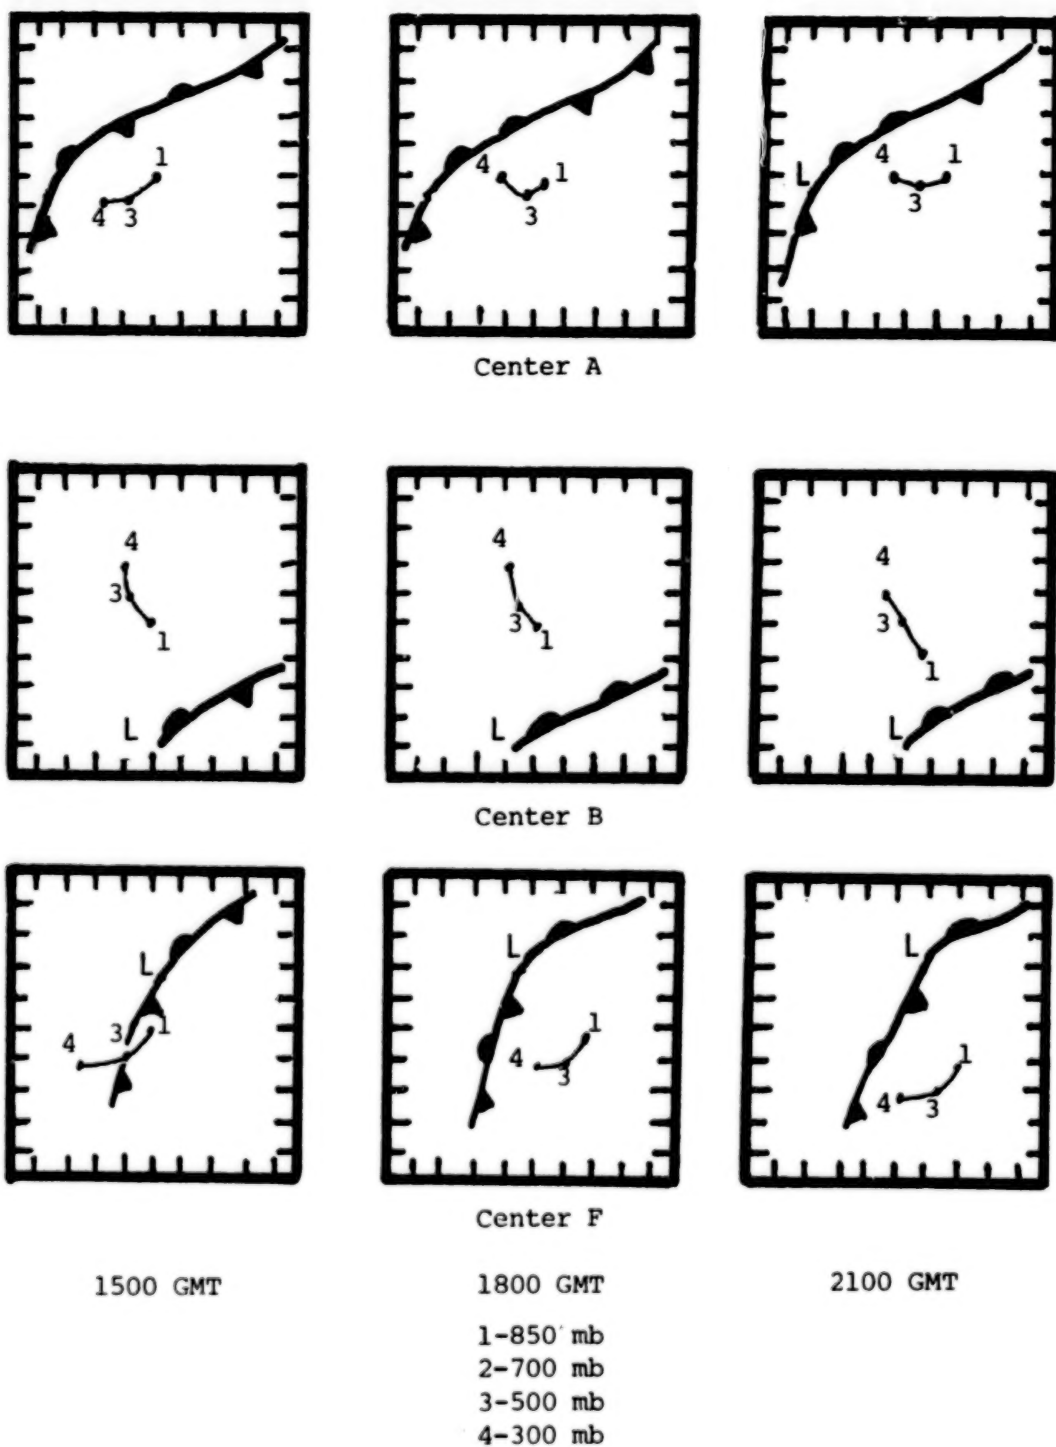 1 4 3
4 1 3
L 4 1 3
Center A
4 3 1 L
4 3 1 L
4 3 1 L
Center B
L 3 1 4
L 1 4 3
L 1 4 3
Center F
1500 GMT 1800 GMT 2100 GMT
1-850 mb
2-700 mb
3-500 mb
4-300 mb